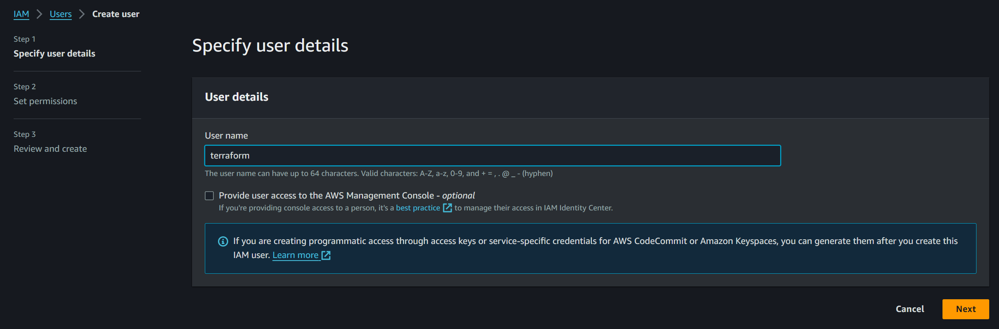 IAM > Users > Create user
Step 1
Specify user details
Step 2
Set permissions
Step 3
Review and create
Specify user details
User details
User name
terraform
The user name can have up to 64 characters. Valid characters: A-Z, a-z, 0-9, and + = , . @ _ - (hyphen)
Provide user access to the AWS Management Console - optional
If you're providing console access to a person, it's a best practice to manage their access in IAM Identity Center.
If you are creating programmatic access through access keys or service-specific credentials for AWS CodeCommit or Amazon Keyspaces, you can generate them after you create this
IAM user. Learn more
Cancel
Next